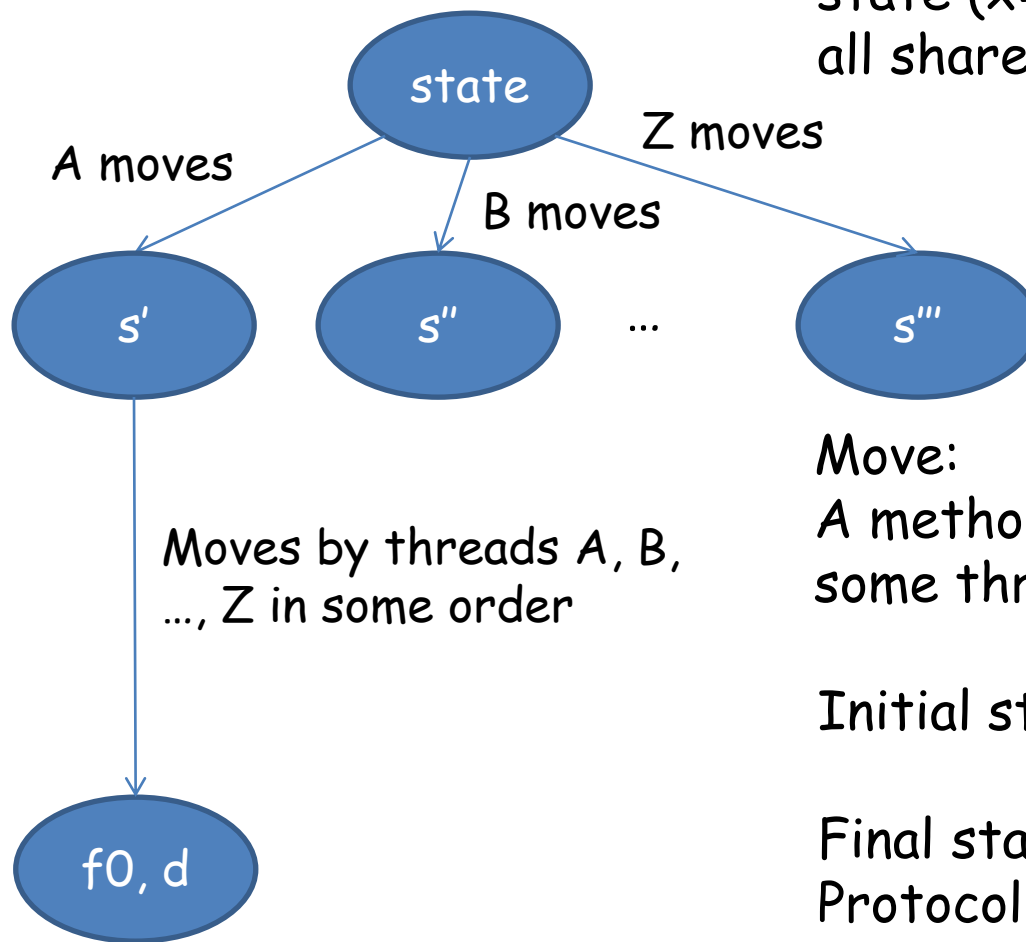 state
all share
A moves
Z moves
B moves
s'
s''
...
s'''
Move:
A metho
some thr
Moves by threads A, B,
..., Z in some order
Initial st
Final sta
f0, d
Protocol